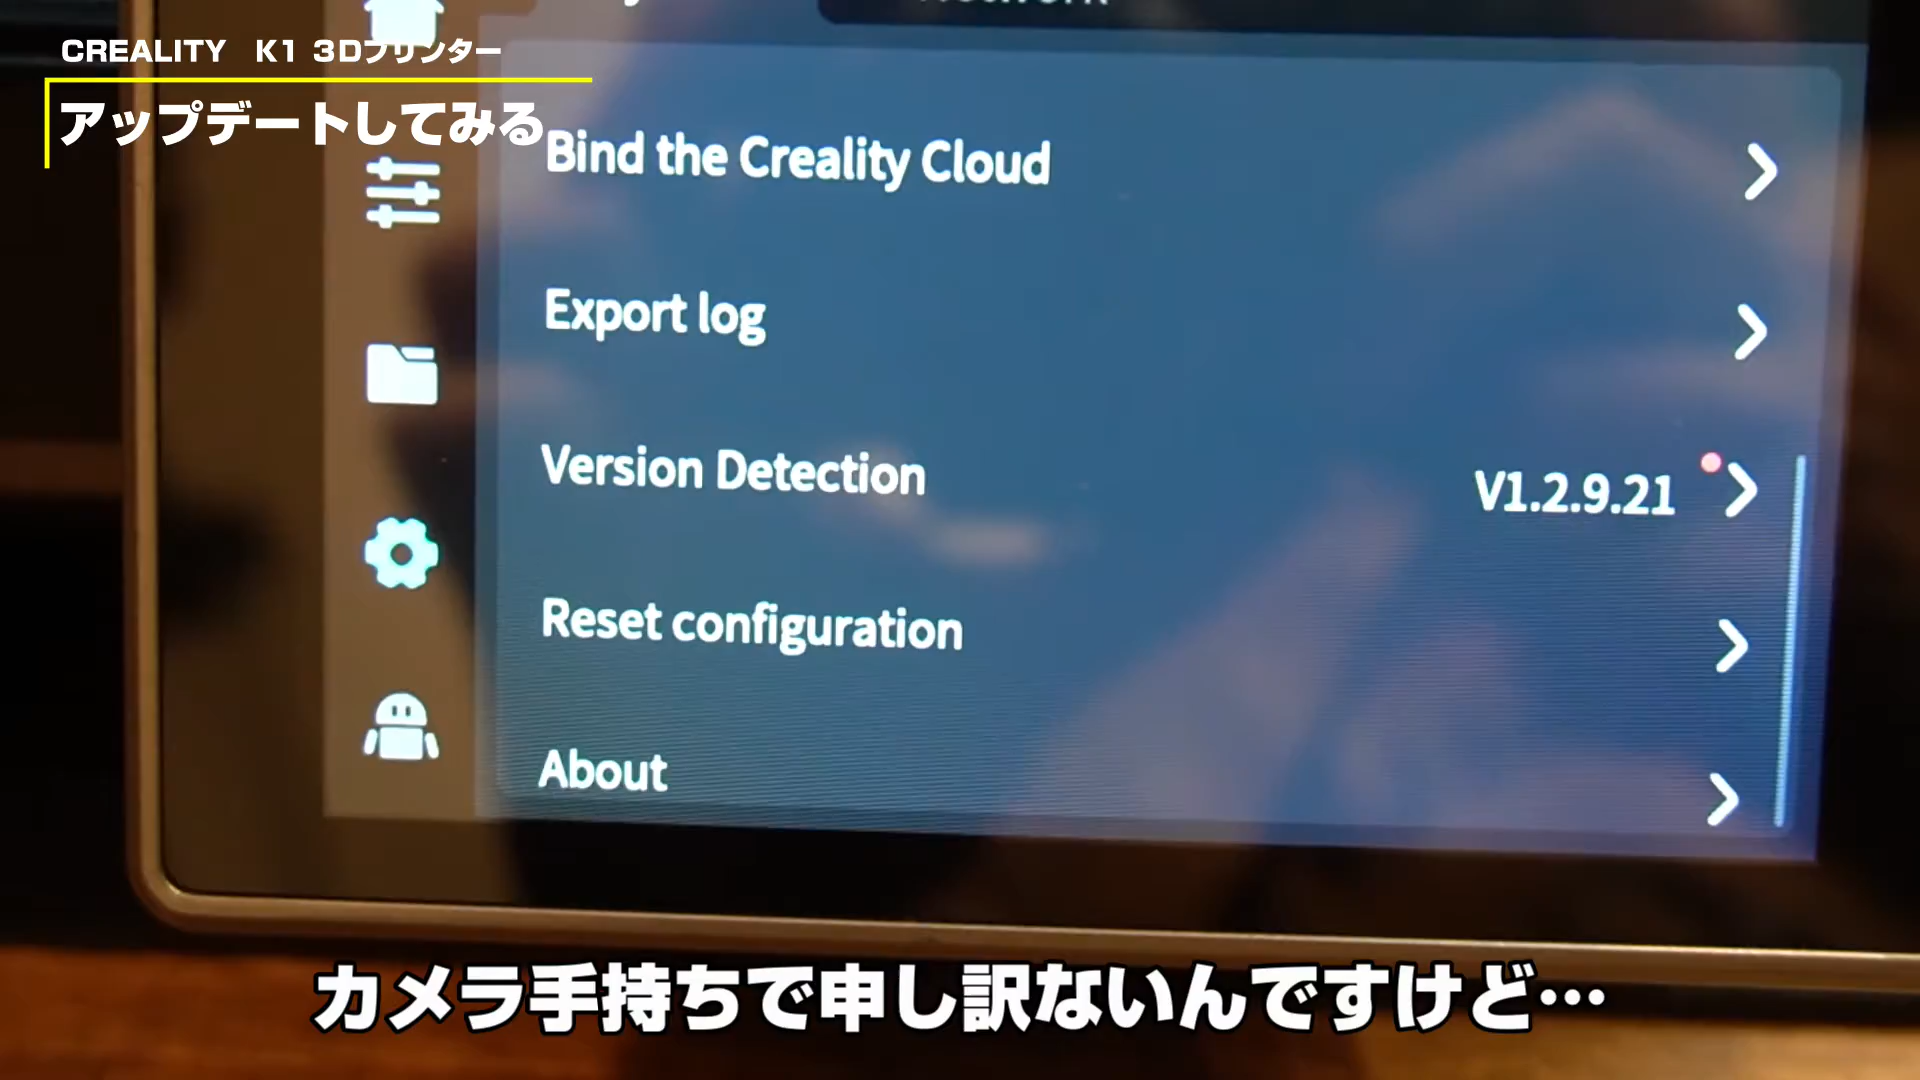 CREALITY K1 3Dプリンター
アップデートしてみる
Bind the Creality Cloud
Export log
Version Detection
V1.2.9.21
Reset configuration
About
カメラ手持ちで申し訳ないんですけど…